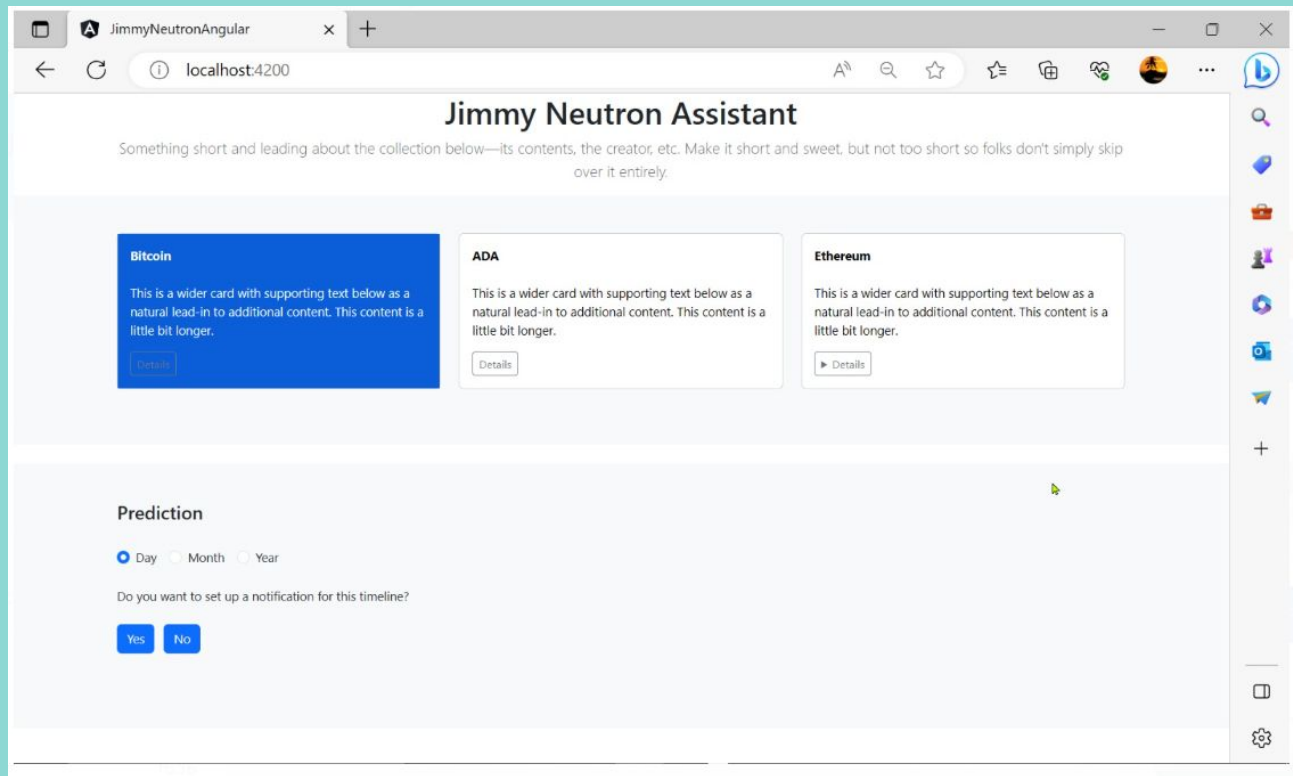 JimmyNeutronAngular
localhost:4200
Jimmy Neutron Assistant
Something short and leading about the collection below—its contents, the creator, etc. Make it short and sweet, but not too short so folks don't simply skip
over it entirely.
Bitcoin
This is a wider card with supporting text below as a
natural lead-in to additional content. This content is a
little bit longer.
Details
ADA
This is a wider card with supporting text below as a
natural lead-in to additional content. This content is a
little bit longer.
Details
Ethereum
This is a wider card with supporting text below as a
natural lead-in to additional content. This content is a
little bit longer.
▶ Details
Prediction
Day Month Year
Do you want to set up a notification for this timeline?
Yes No